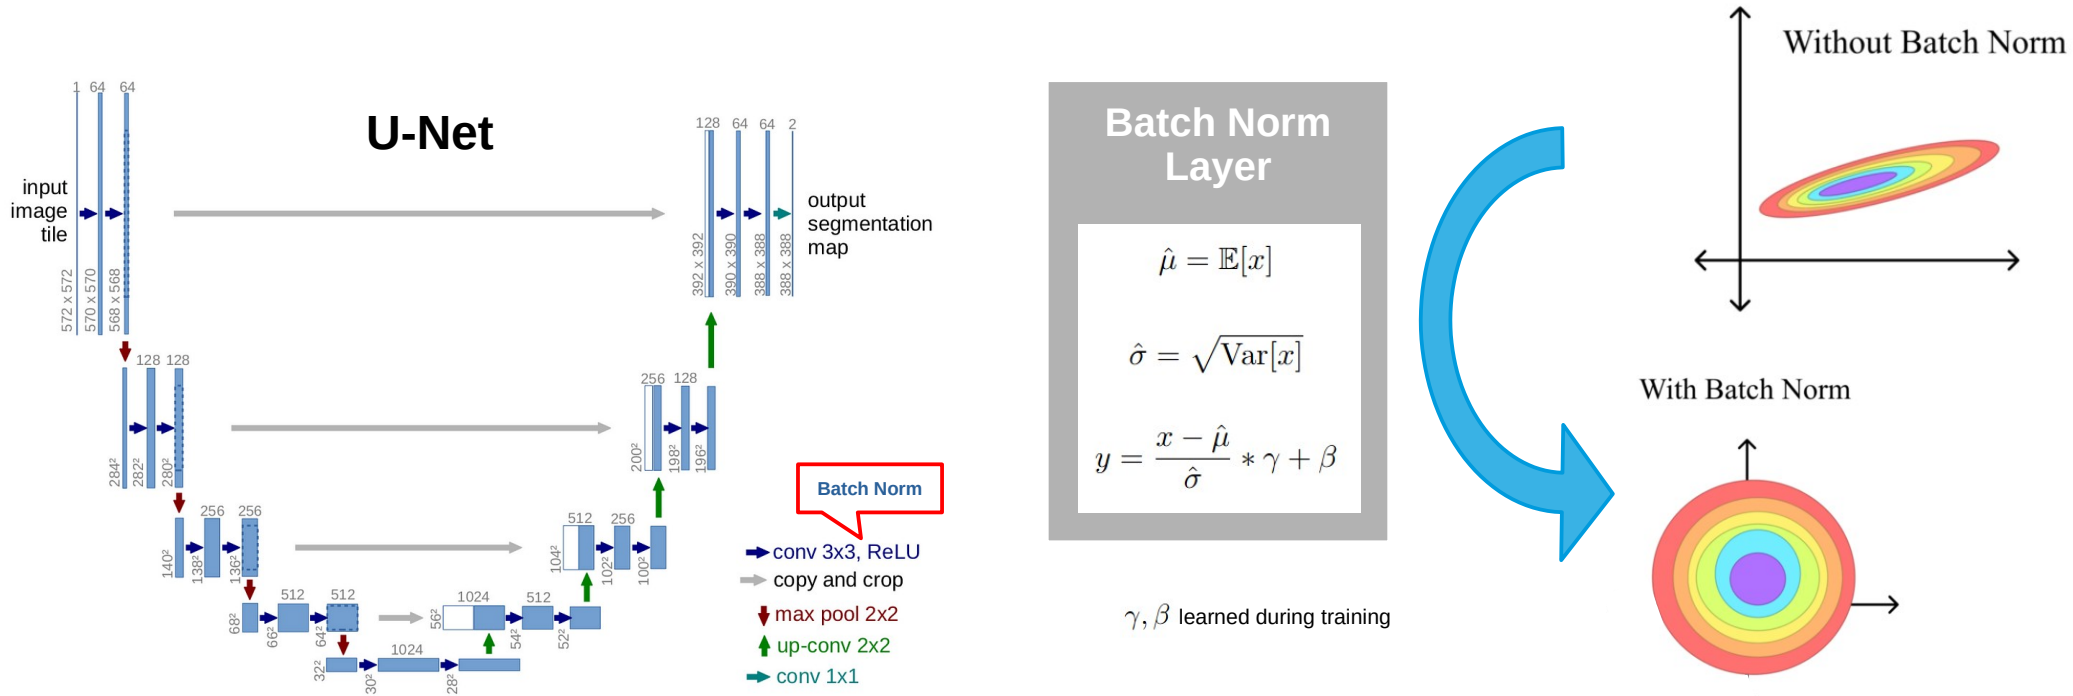 U-Net
input
image
tile
1 64 64
572 x 572
570 x 570
568 x 568
128 128
284²
282²
280²
256 256
140²
138²
136²
512 512
68²
66²
64²
1024
32²
30²
28²
1024 512
56²
54²
52²
512 256
104²
102²
100²
256 128
200²
198²
196²
128 64 64 2
392 x 392
390 x 390
388 x 388
388 x 388
output
segmentation
map
Batch Norm
conv 3x3, ReLU
copy and crop
max pool 2x2
up-conv 2x2
conv 1x1
Batch Norm
Layer
μ̂ = 𝔼[x]
σ̂ = √Var[x]
y = (x − μ̂)/σ̂ * γ + β
γ, β learned during training
Without Batch Norm
With Batch Norm